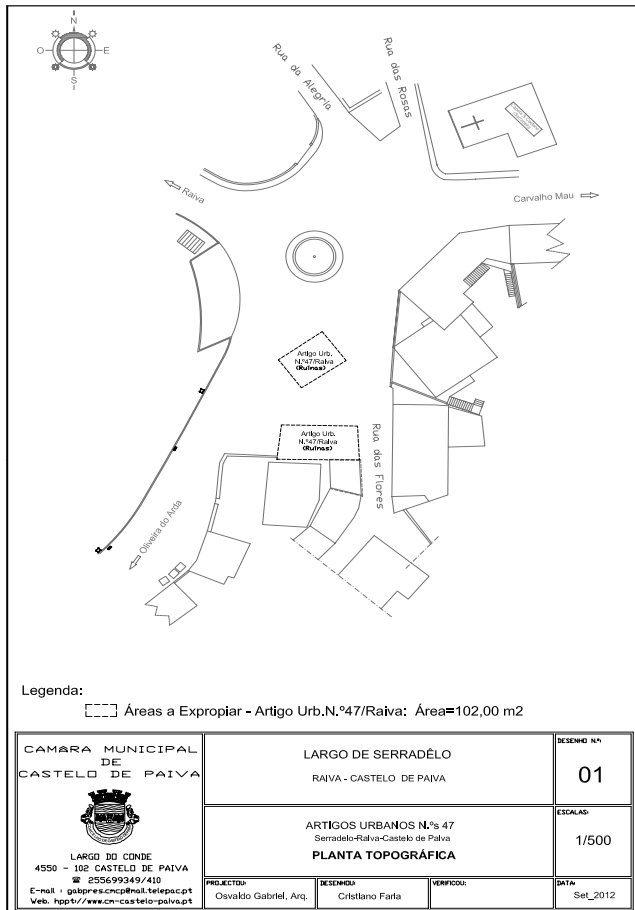 N
O
E
S
Rua da Alegria
Rua das Rosas
Raiva
Carvalho Mau
Artigo Urb.
N.º47/Raiva
(Ruínas)
Artigo Urb.
N.º47/Raiva
(Ruínas)
Rua das Flores
Oliveira do Arda
Legenda:
Áreas a Expropiar - Artigo Urb.N.º47/Raiva: Área=102,00 m2
CAMARA MUNICIPAL
DE
CASTELO DE PAIVA
LARGO DO CONDE
4550 - 102 CASTELO DE PAIVA
☎ 255699349/410
E-mail : gabpres.cmcp@mail.telepac.pt
Web. hppt//www.cm-castelo-paiva.pt
LARGO DE SERRADÊLO
RAIVA - CASTELO DE PAIVA
DESENHO N.º:
01
ARTIGOS URBANOS N.ºs 47
Serradelo-Raiva-Castelo de Paiva
PLANTA TOPOGRÁFICA
ESCALAS:
1/500
PROJECTOU:
Osvaldo Gabriel, Arq.
DESENHOU:
Cristiano Faria
VERIFICOU:
DATA:
Set_2012